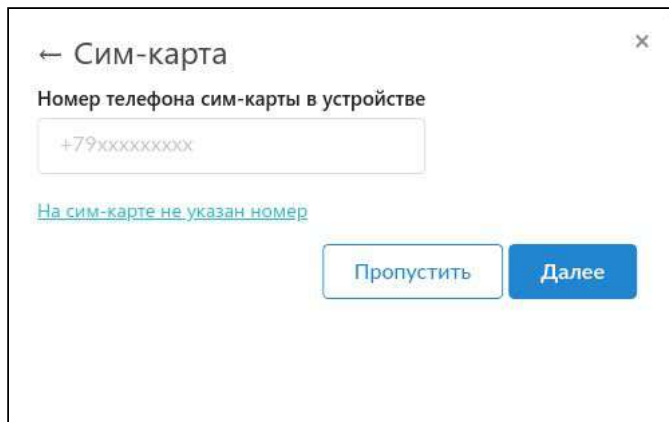 ← Сим-карта
×
Номер телефона сим-карты в устройстве
+79xxxxxxxxx
На сим-карте не указан номер
Пропустить Далее